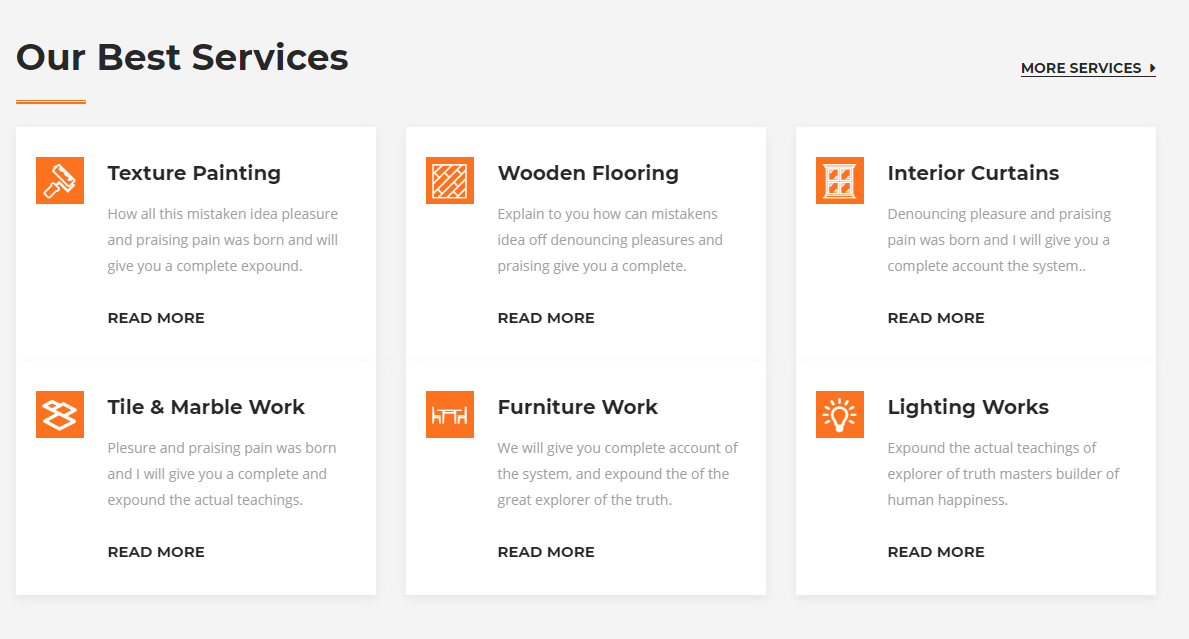 Our Best Services
MORE SERVICES
Texture Painting
How all this mistaken idea pleasure
and praising pain was born and will
give you a complete expound.
READ MORE
Wooden Flooring
Explain to you how can mistakens
idea off denouncing pleasures and
praising give you a complete.
READ MORE
Interior Curtains
Denouncing pleasure and praising
pain was born and I will give you a
complete account the system..
READ MORE
Tile & Marble Work
Plesure and praising pain was born
and I will give you a complete and
expound the actual teachings.
READ MORE
Furniture Work
We will give you complete account of
the system, and expound the of the
great explorer of the truth.
READ MORE
Lighting Works
Expound the actual teachings of
explorer of truth masters builder of
human happiness.
READ MORE